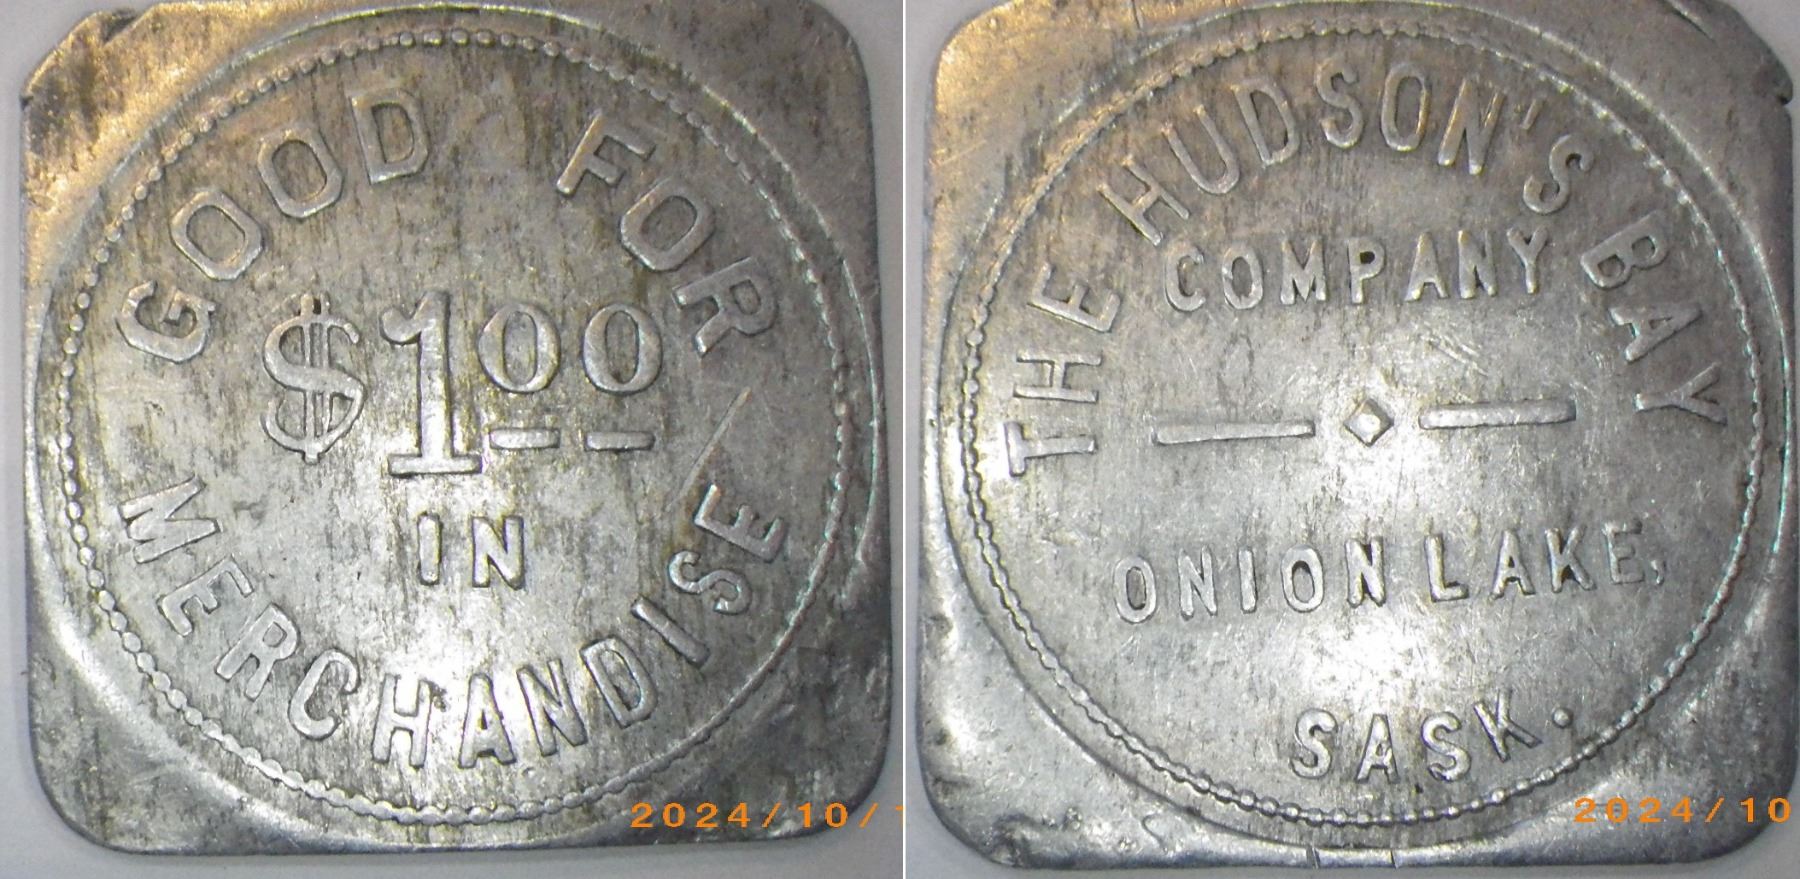 GOOD FOR
$1.00
IN
MERCHANDISE
2024/10/
THE HUDSON'S BAY
COMPANY
ONION LAKE,
SASK.
2024/10